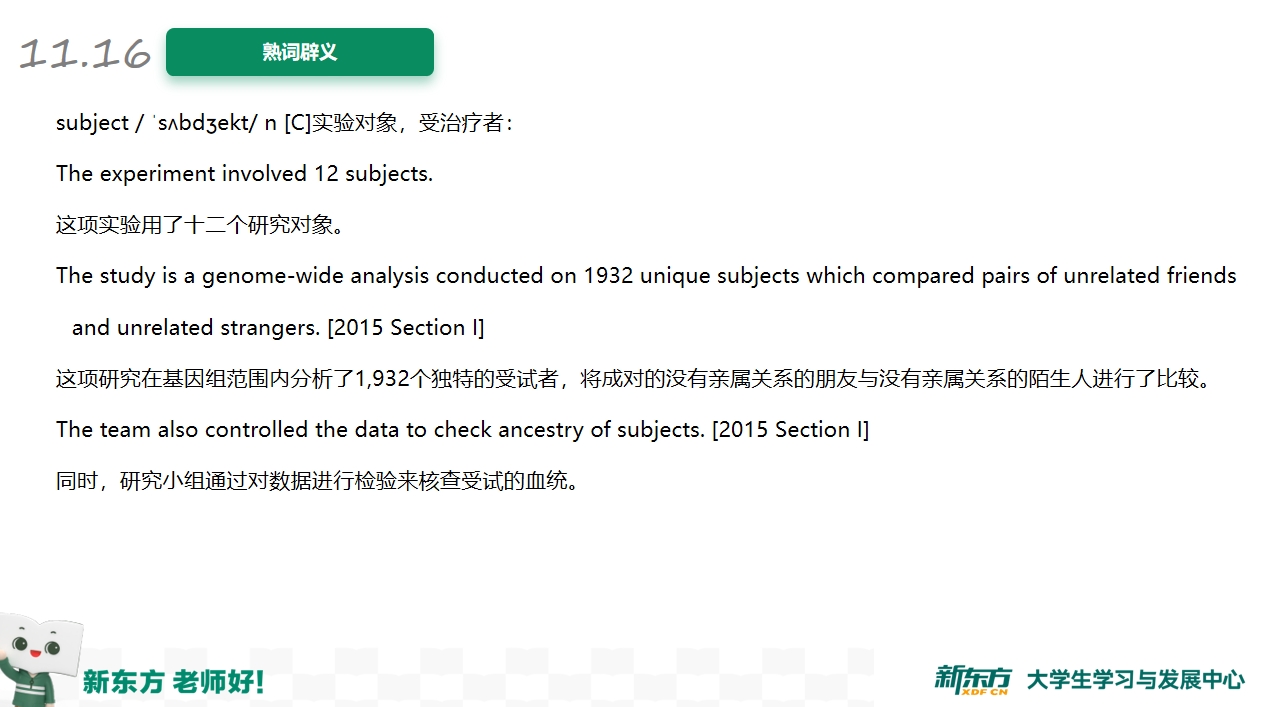 11.16
熟词辟义
subject / ˈsʌbdʒekt/ n [C]实验对象，受治疗者：
The experiment involved 12 subjects.
这项实验用了十二个研究对象。
The study is a genome-wide analysis conducted on 1932 unique subjects which compared pairs of unrelated friends
and unrelated strangers. [2015 Section I]
这项研究在基因组范围内分析了1,932个独特的受试者，将成对的没有亲属关系的朋友与没有亲属关系的陌生人进行了比较。
The team also controlled the data to check ancestry of subjects. [2015 Section I]
同时，研究小组通过对数据进行检验来核查受试的血统。
新东方 老师好!
新东方 大学生学习与发展中心
XDF.CN